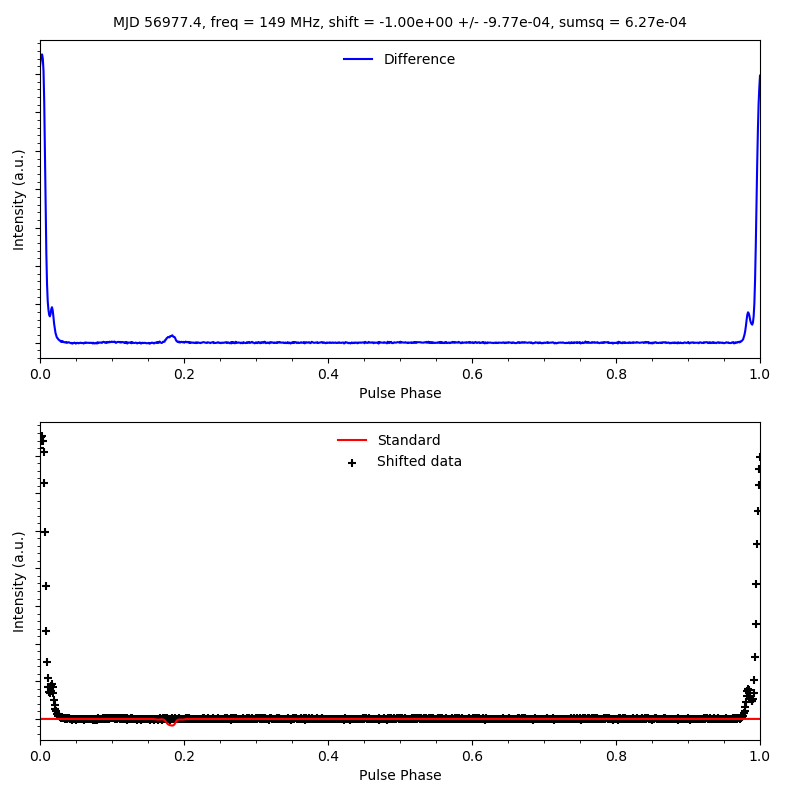 MJD 56977.4, freq = 149 MHz, shift = -1.00e+00 +/- -9.77e-04, sumsq = 6.27e-04
Difference
Intensity (a.u.)
0.0 0.2 0.4 0.6 0.8 1.0
Pulse Phase
Standard
Shifted data
Intensity (a.u.)
0.0 0.2 0.4 0.6 0.8 1.0
Pulse Phase